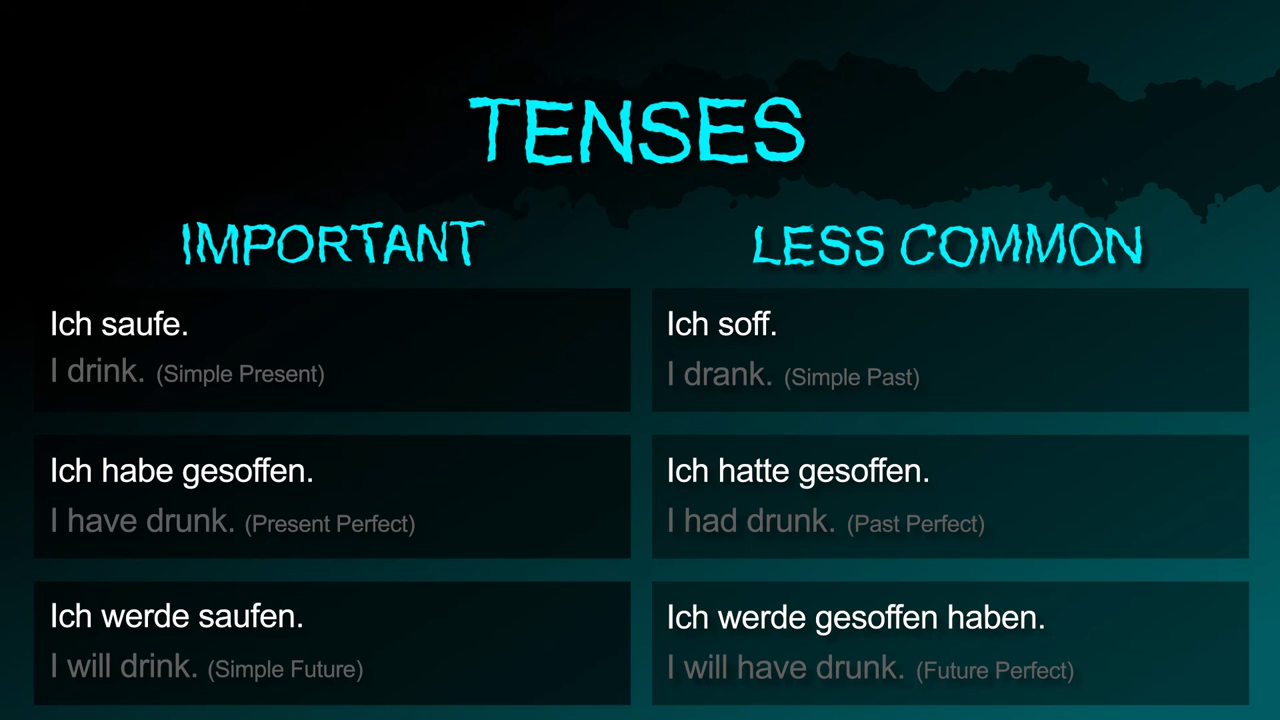 TENSES
IMPORTANT
Ich saufe.
I drink. (Simple Present)
Ich habe gesoffen.
I have drunk. (Present Perfect)
Ich werde saufen.
I will drink. (Simple Future)
LESS COMMON
Ich soff.
I drank. (Simple Past)
Ich hatte gesoffen.
I had drunk. (Past Perfect)
Ich werde gesoffen haben.
I will have drunk. (Future Perfect)